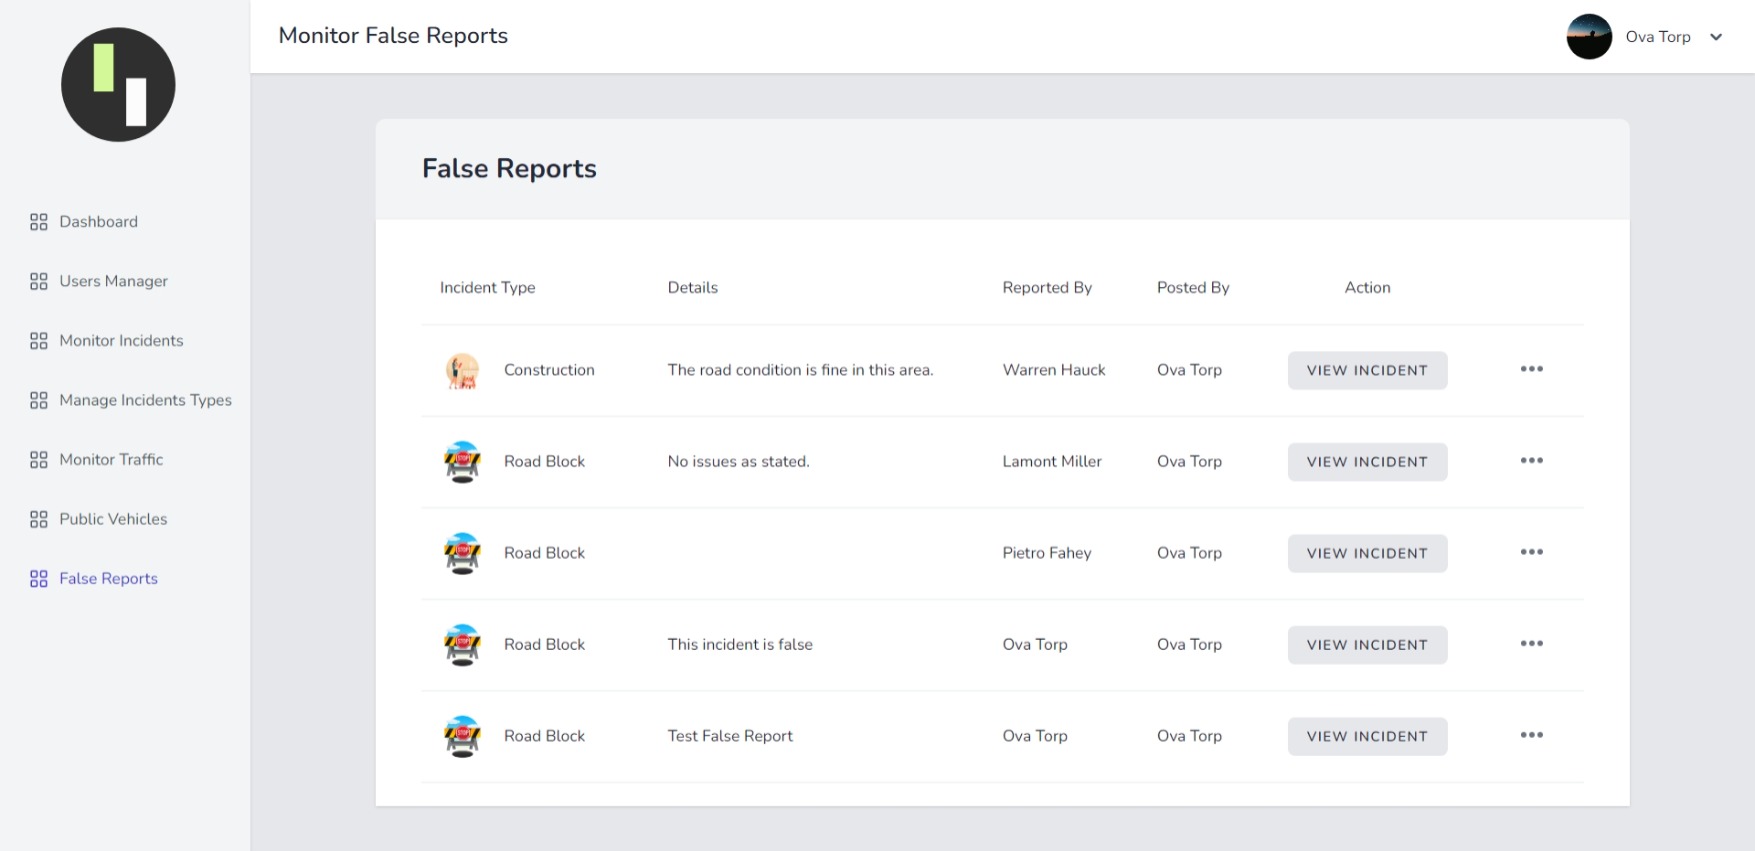 Monitor False Reports
Ova Torp
Dashboard
Users Manager
Monitor Incidents
Manage Incidents Types
Monitor Traffic
Public Vehicles
False Reports
False Reports
Incident Type Details Reported By Posted By Action
Construction The road condition is fine in this area. Warren Hauck Ova Torp VIEW INCIDENT
STOP Road Block No issues as stated. Lamont Miller Ova Torp VIEW INCIDENT
STOP Road Block Pietro Fahey Ova Torp VIEW INCIDENT
STOP Road Block This incident is false Ova Torp Ova Torp VIEW INCIDENT
STOP Road Block Test False Report Ova Torp Ova Torp VIEW INCIDENT